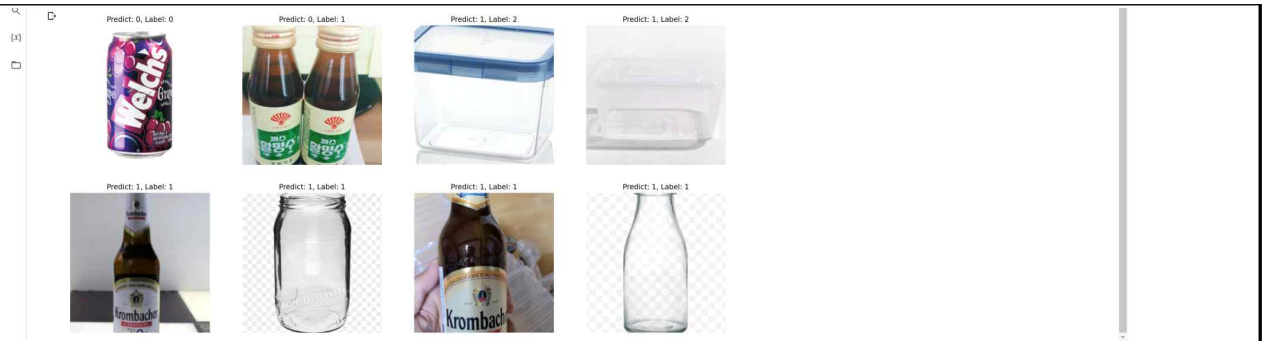 {x}
Predict: 0, Label: 0
Predict: 0, Label: 1
Predict: 1, Label: 2
Predict: 1, Label: 2
Welch's
Predict: 1, Label: 1
Predict: 1, Label: 1
Predict: 1, Label: 1
Predict: 1, Label: 1
Krombacher
Krombach